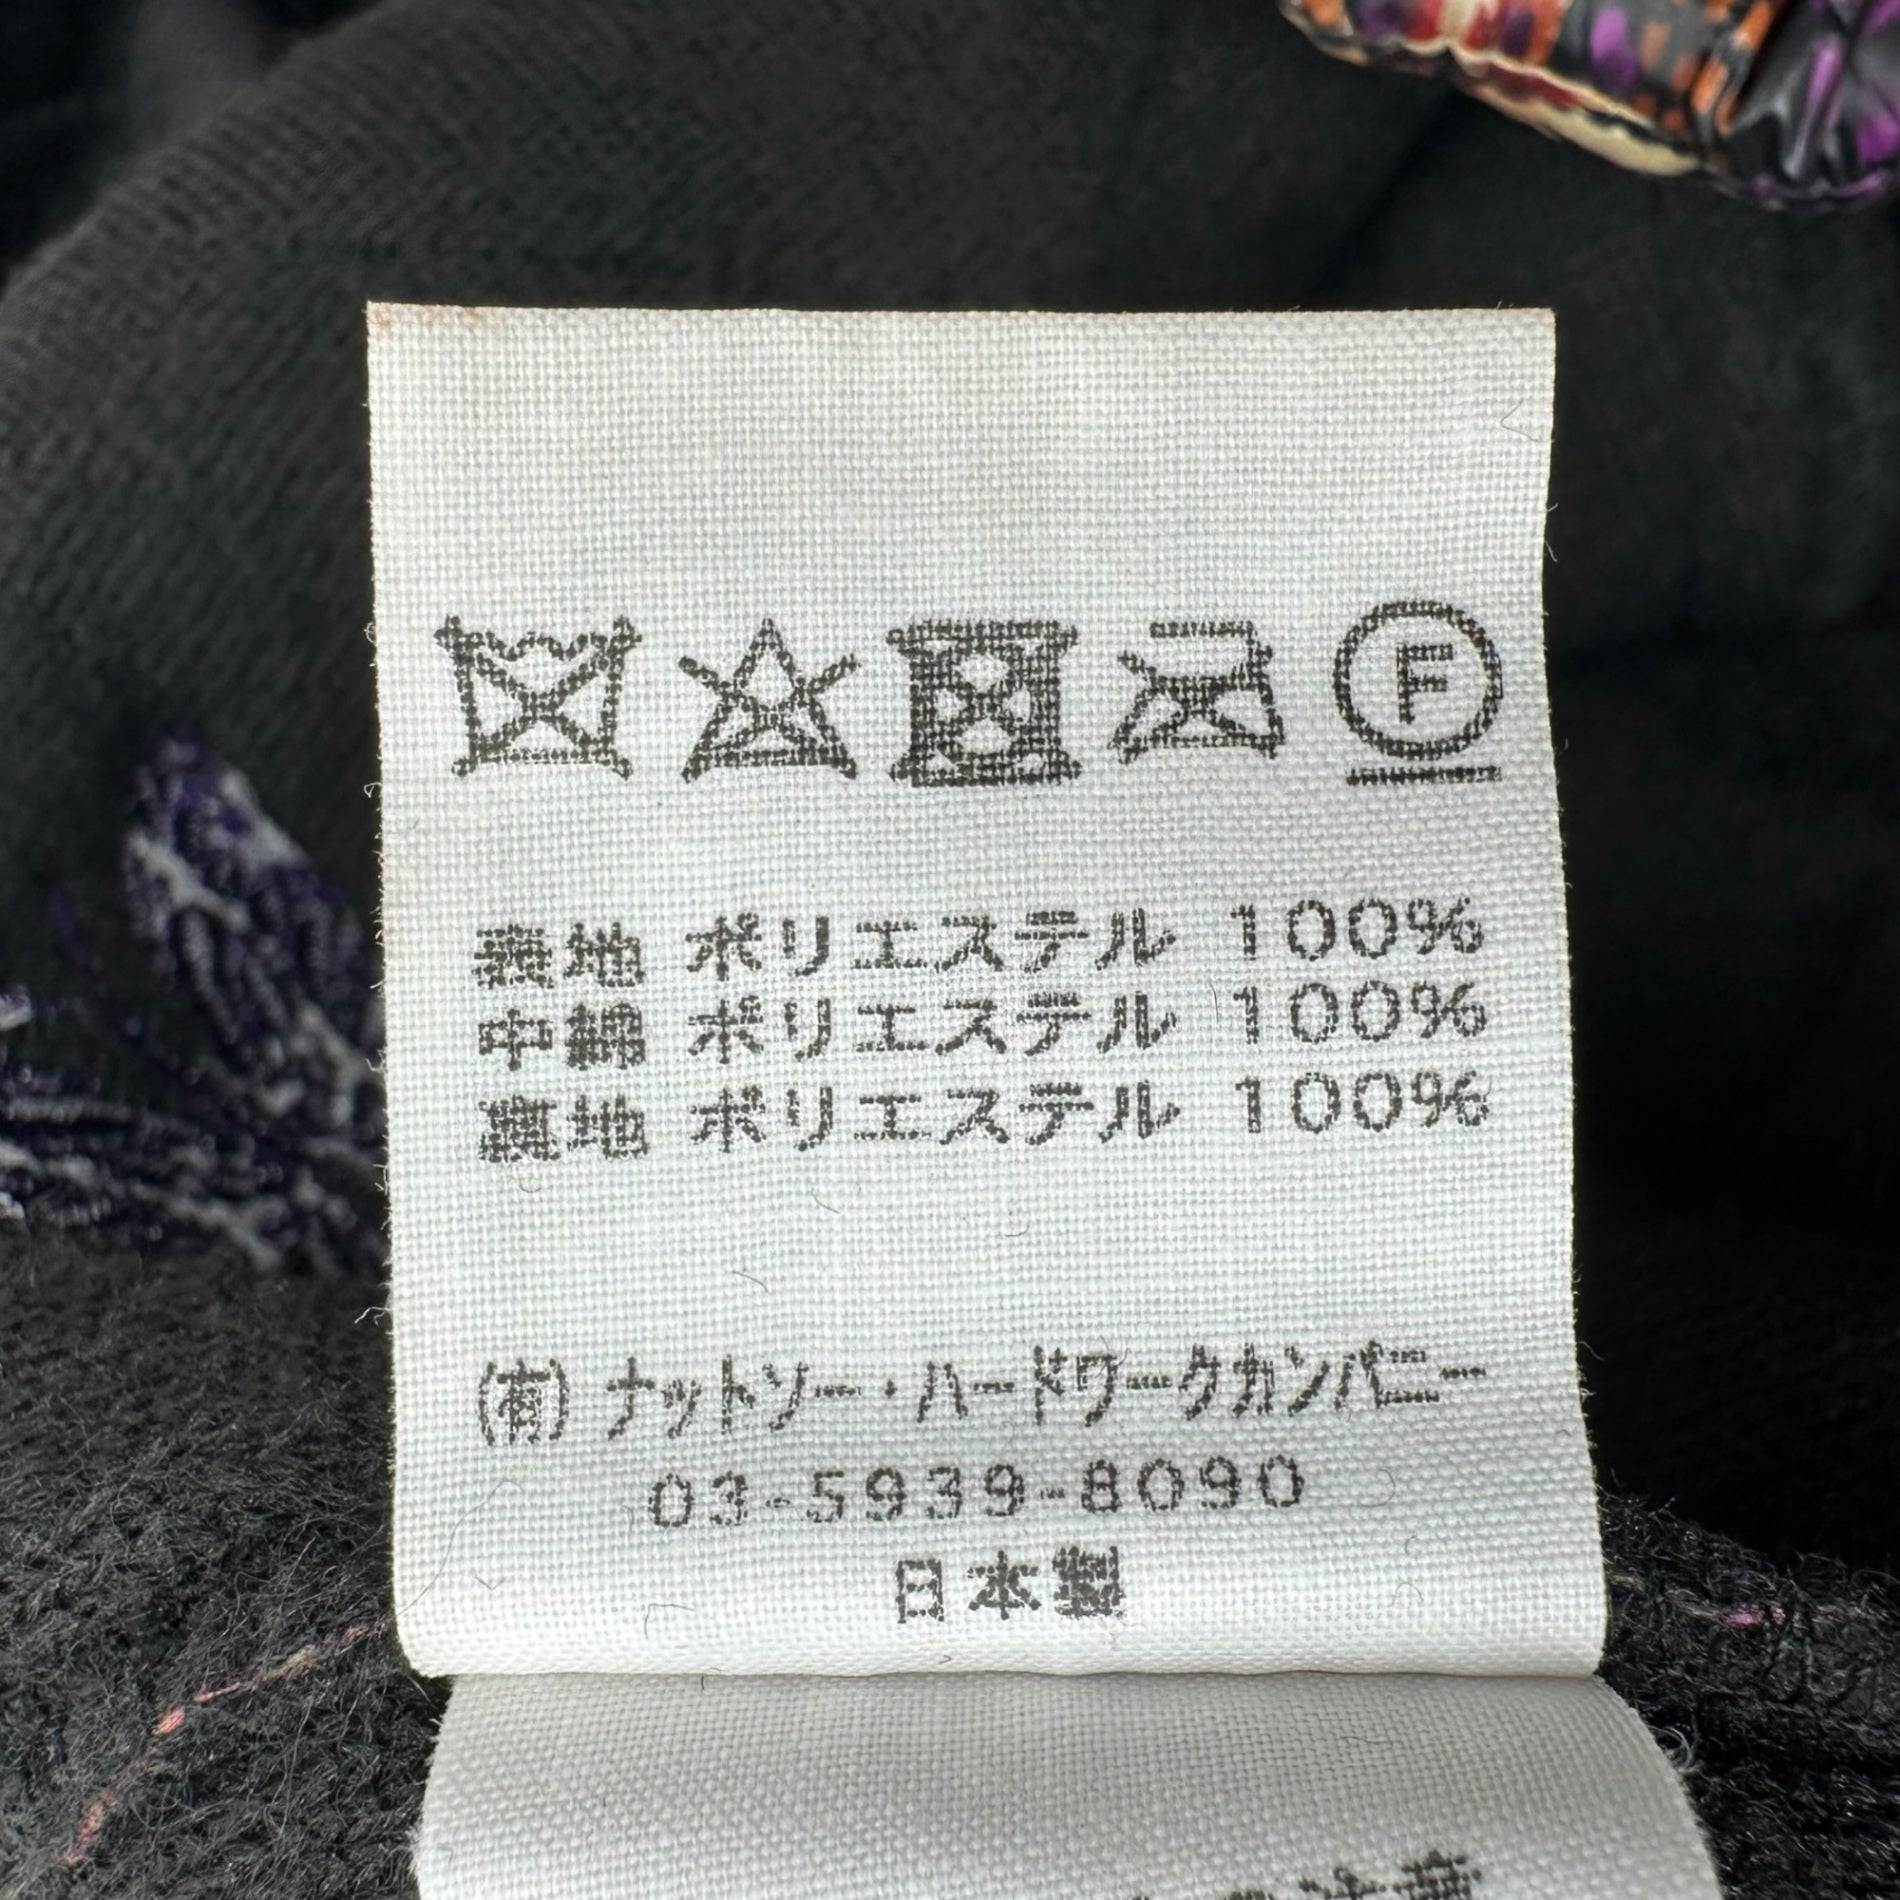 F
表地 ポリエステル 100%
中綿 ポリエステル 100%
裏地 ポリエステル 100%
(有) ナットソー・ハードワークカンパニー
03-5939-8090
日本製